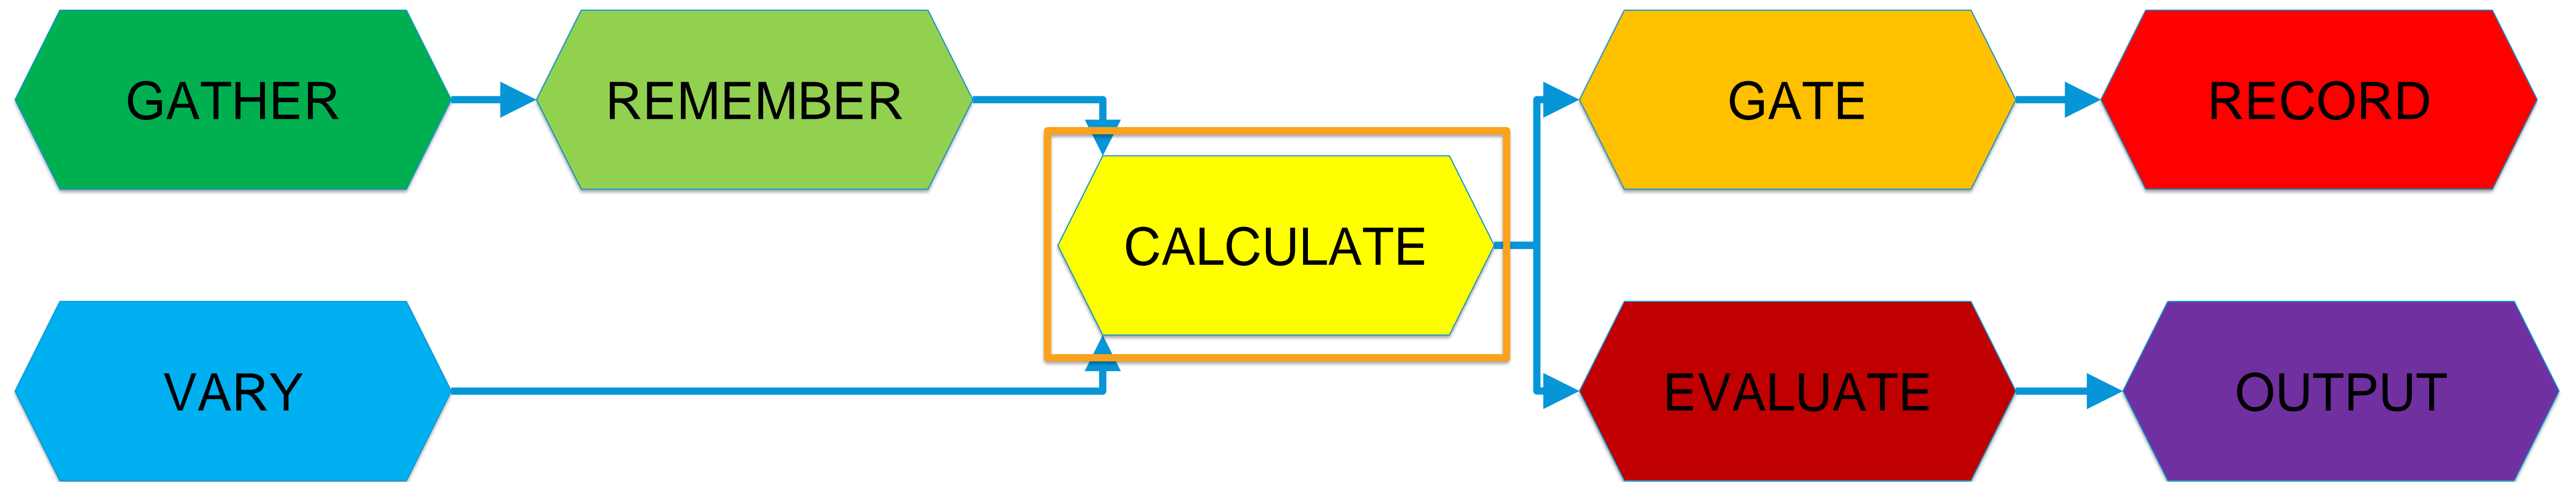 GATHER
REMEMBER
CALCULATE
GATE
RECORD
VARY
EVALUATE
OUTPUT